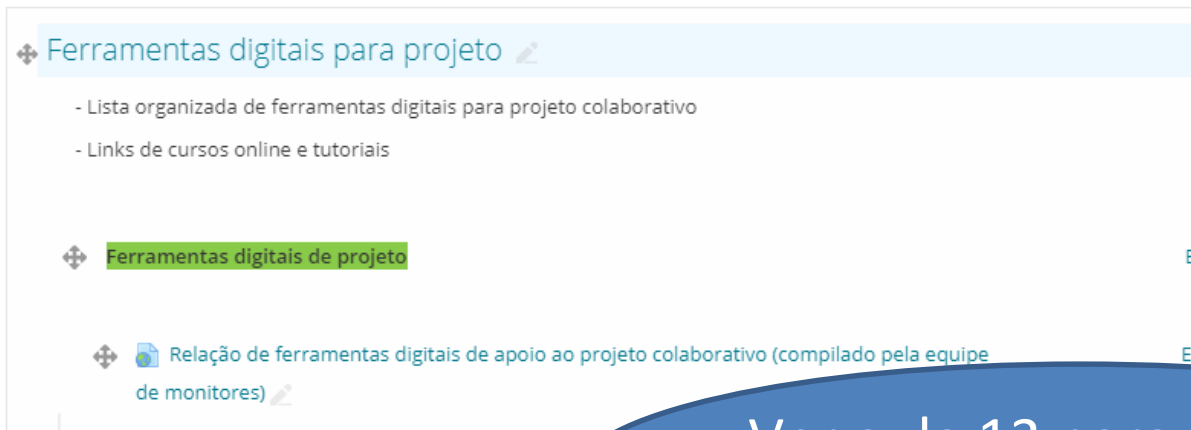 Ferramentas digitais para projeto
- Lista organizada de ferramentas digitais para projeto colaborativo
- Links de cursos online e tutoriais
Ferramentas digitais de projeto
E
Relação de ferramentas digitais de apoio ao projeto colaborativo (compilado pela equipe
E
de monitores)